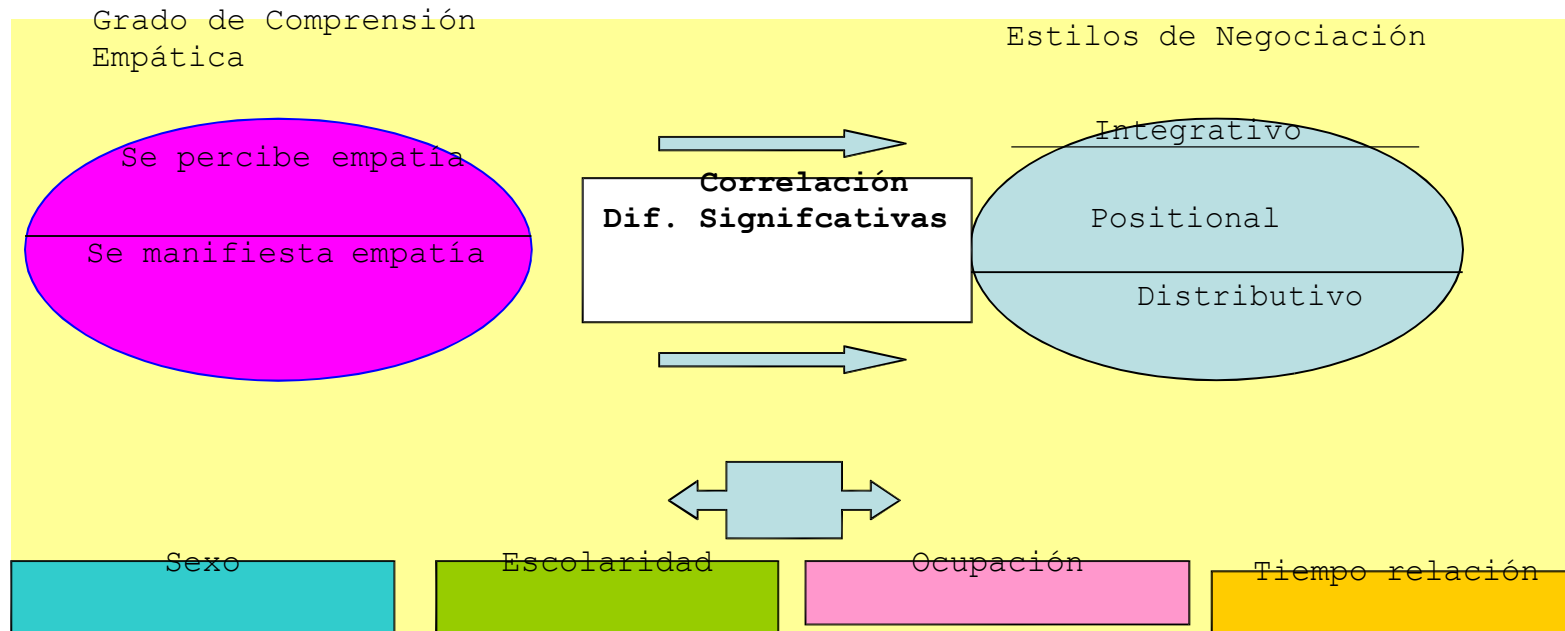 Grado de Comprensión
Empática
Estilos de Negociación
Se percibe empatía
Se manifiesta empatía
Correlación
Dif. Signifcativas
Integrativo
Positional
Distributivo
Sexo
Escolaridad
Ocupación
Tiempo relación